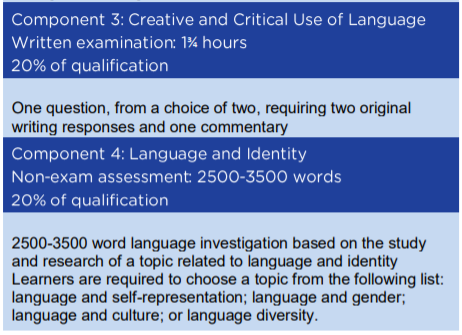 Component 3: Creative and Critical Use of Language
Written examination: 1¾ hours
20% of qualification
One question, from a choice of two, requiring two original
writing responses and one commentary
Component 4: Language and Identity
Non-exam assessment: 2500-3500 words
20% of qualification
2500-3500 word language investigation based on the study
and research of a topic related to language and identity
Learners are required to choose a topic from the following list:
language and self-representation; language and gender;
language and culture; or language diversity.